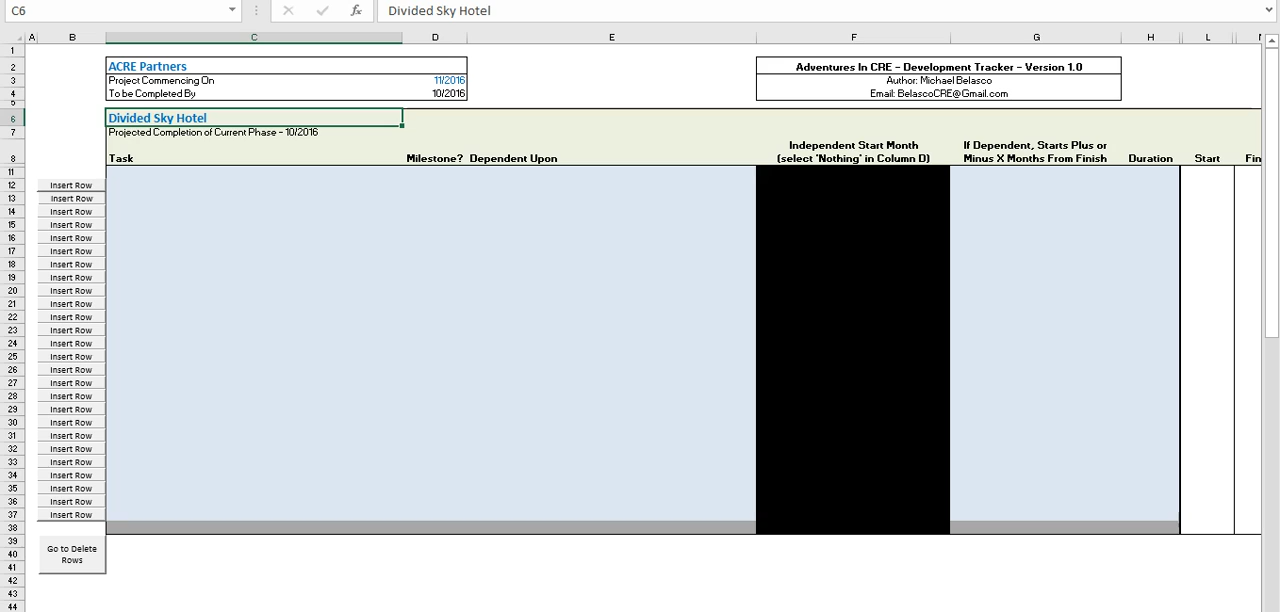 C6 fx Divided Sky Hotel
A B C D E F G H L
1
2 ACRE Partners Adventures In CRE - Development Tracker - Version 1.0
3 Project Commencing On 11/2016 Author: Michael Belasco
4 To be Completed By 10/2016 Email: BelascoCRE@Gmail.com
5
6 Divided Sky Hotel
7 Projected Completion of Current Phase - 10/2016
Independent Start Month If Dependent, Starts Plus or
8 Task Milestone? Dependent Upon (select 'Nothing' in Column D) Minus X Months From Finish Duration Start Fin
11
12 Insert Row
13 Insert Row
14 Insert Row
15 Insert Row
16 Insert Row
17 Insert Row
18 Insert Row
19 Insert Row
20 Insert Row
21 Insert Row
22 Insert Row
23 Insert Row
24 Insert Row
25 Insert Row
26 Insert Row
27 Insert Row
28 Insert Row
29 Insert Row
30 Insert Row
31 Insert Row
32 Insert Row
33 Insert Row
34 Insert Row
35 Insert Row
36 Insert Row
37 Insert Row
38
39
Go to Delete
40
Rows
41
42
43
44